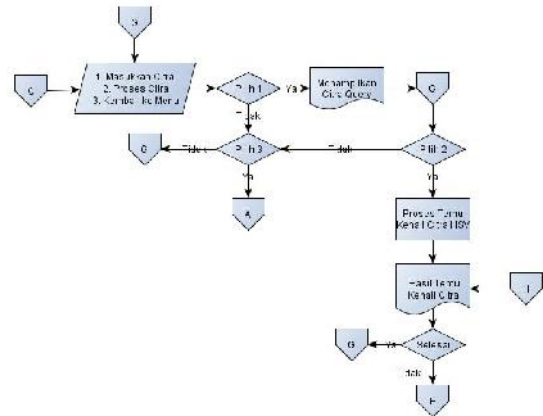 1. Masukkan Citra
2. Proses Citra
3. Kembali ke Menu
Pilih 1
Ya
Menampilkan
Citra Query
Tidak
Tidak
Pilih 3
Tidak
Pilih 2
Ya
Ya
A
Proses Temu
Kenali Citra HSV
Hasil Temu
Kenali Citra
G
Ya
Selesai